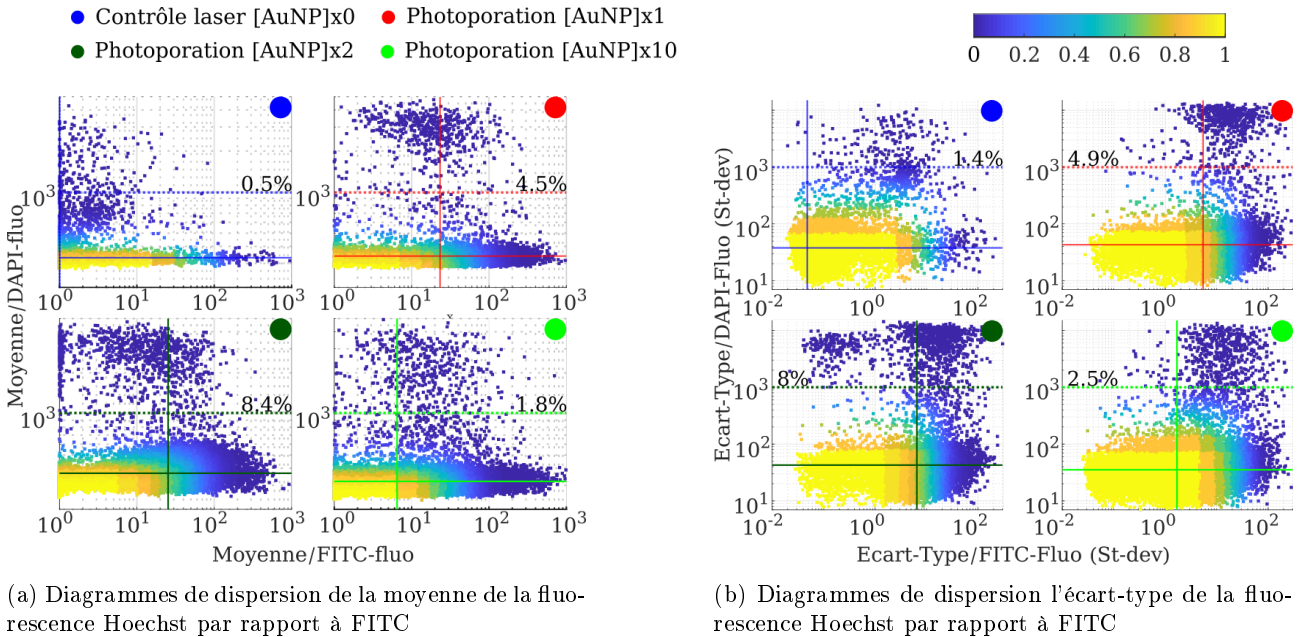 Contrôle laser [AuNP]x0 Photoporation [AuNP]x1
Photoporation [AuNP]x2 Photoporation [AuNP]x10
0 0.2 0.4 0.6 0.8 1
Moyenne/DAPI-fluo
10³
0.5%
10⁰ 10¹ 10² 10³
10³
4.5%
10⁰ 10¹ 10² 10³
10³
8.4%
10⁰ 10¹ 10² 10³
10³
1.8%
10⁰ 10¹ 10² 10³
Moyenne/FITC-fluo
Ecart-Type/DAPI-Fluo (St-dev)
10³
10²
10¹
1.4%
10⁻² 10⁰ 10²
10³
10²
10¹
4.9%
10⁻² 10⁰ 10²
10³
10²
10¹
8%
10⁻² 10⁰ 10²
10³
10²
10¹
2.5%
10⁻² 10⁰ 10²
Ecart-Type/FITC-Fluo (St-dev)
(a) Diagrammes de dispersion de la moyenne de la fluo-
rescence Hoechst par rapport à FITC
(b) Diagrammes de dispersion l'écart-type de la fluo-
rescence Hoechst par rapport à FITC